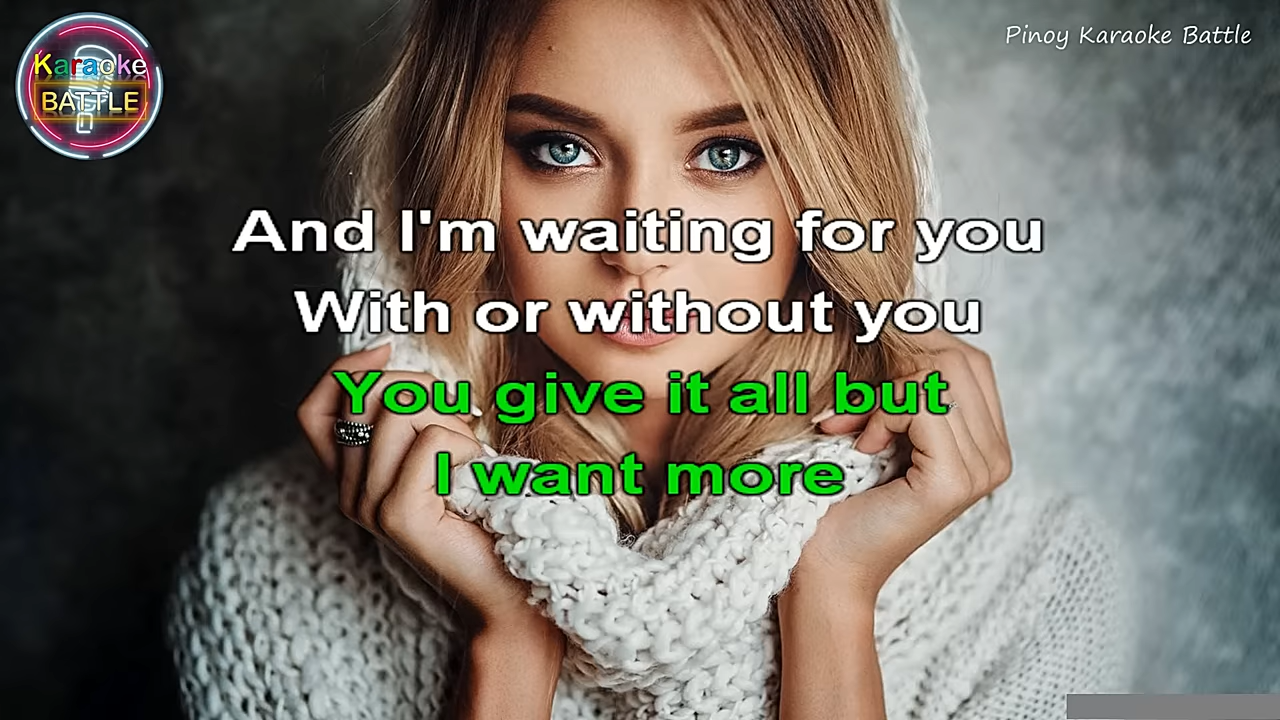 Karaoke
BATTLE
Pinoy Karaoke Battle
And I'm waiting for you
With or without you
You give it all but
I want more